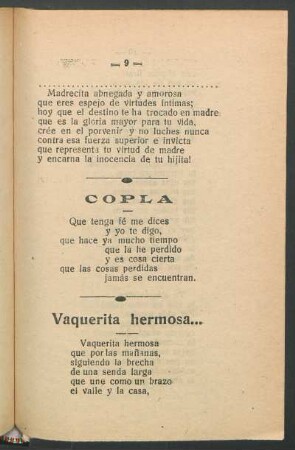 — 9 —
........................................
Madrecita abnegada y amorosa
que eres espejo de virtudes íntimas;
hoy que el destino te ha trocado en madre
que es la gloria mayor para tu vida,
crée en el porvenir y no luches nunca
contra esa fuerza superior e invicta
que representa tu virtud de madre
y encarna la inocencia de tu hijita!
COPLA
Que tenga fé me dices
y yo te digo,
que hace ya mucho tiempo
que la he perdido
y es cosa cierta
que las cosas perdidas
jamás se encuentran.
Vaquerita hermosa...
Vaquerita hermosa
que por las mañanas,
siguiendo la brecha
de una senda larga
que une como un brazo
el valle y la casa,